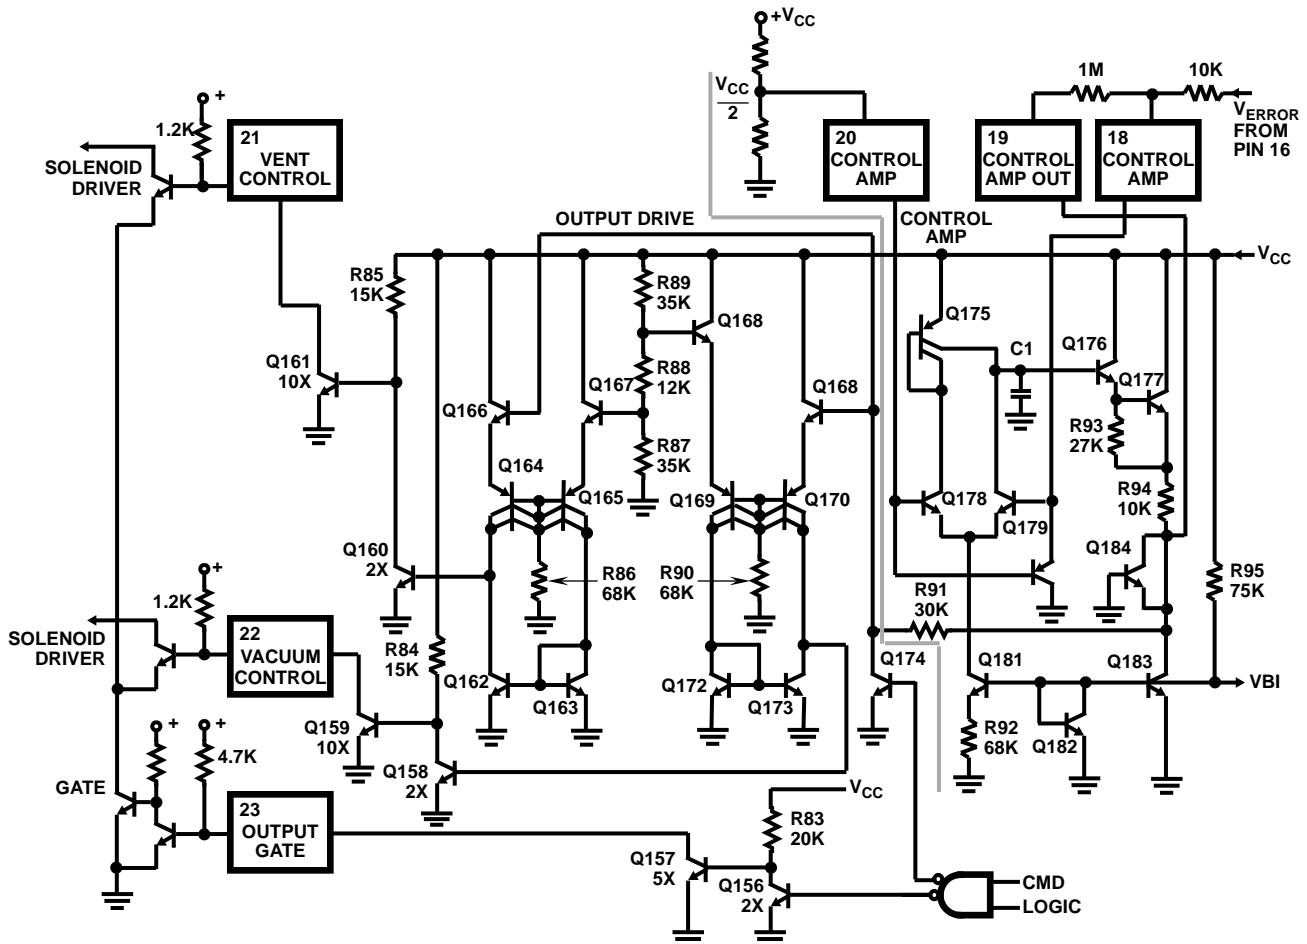 +VCC
1M
10K
VCC
2
VERROR
FROM
PIN 16
+
1.2K
21
VENT
CONTROL
SOLENOID
DRIVER
20
CONTROL
AMP
19
CONTROL
AMP OUT
18
CONTROL
AMP
OUTPUT DRIVE
CONTROL
AMP
VCC
R85
15K
R89
35K
Q168
Q175
C1
Q176
Q177
Q161
10X
R88
12K
Q167
Q168
Q166
R87
35K
R93
27K
Q164
Q165
Q169
Q170
Q178
Q179
R94
10K
Q160
2X
R86
68K
R90
68K
Q184
R91
30K
R95
75K
+
1.2K
SOLENOID
DRIVER
22
VACUUM
CONTROL
R84
15K
Q162
Q163
Q172
Q173
Q174
Q181
Q183
VBI
Q159
10X
R92
68K
Q182
+
+
4.7K
GATE
Q158
2X
VCC
23
OUTPUT
GATE
R83
20K
Q157
5X
Q156
2X
CMD
LOGIC